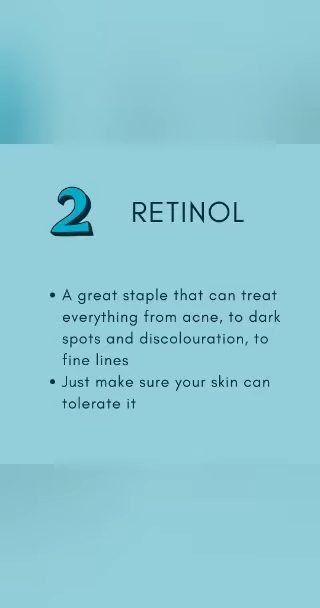 2 RETINOL
• A great staple that can treat
everything from acne, to dark
spots and discolouration, to
fine lines
• Just make sure your skin can
tolerate it